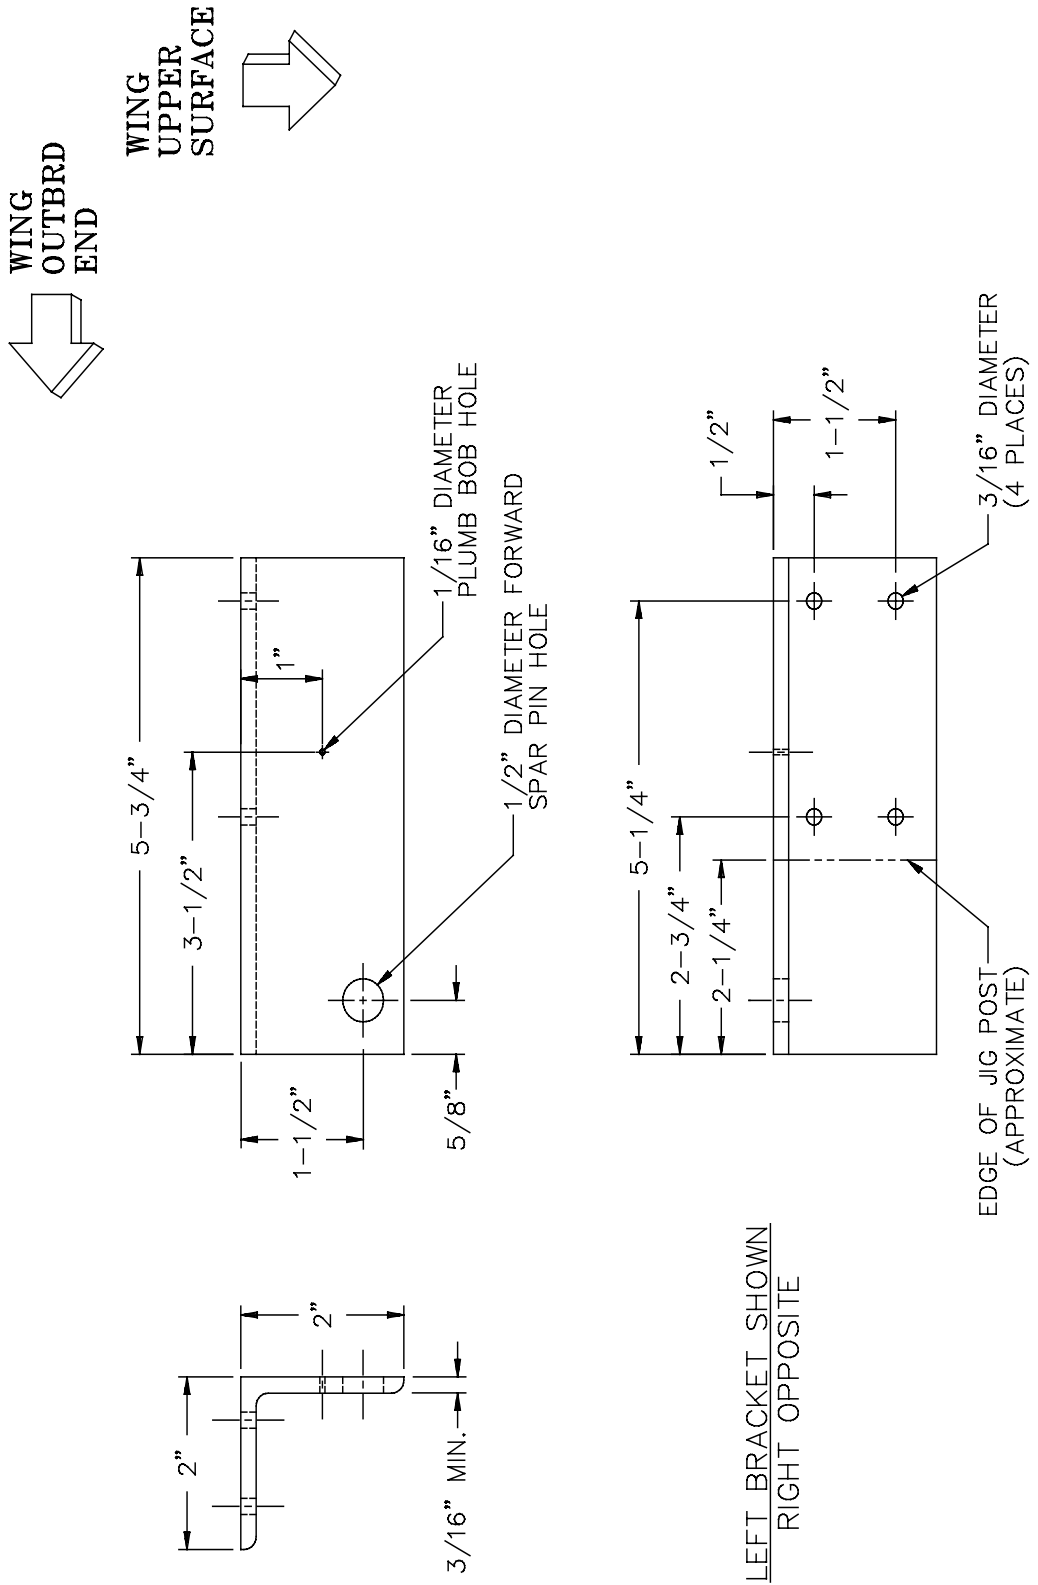 WING
OUTBRD
END
WING
UPPER
SURFACE
5-3/4"
3-1/2"
1"
1/16" DIAMETER
PLUMB BOB HOLE
1/2" DIAMETER FORWARD
SPAR PIN HOLE
1-1/2"
5/8"
2"
2"
3/16" MIN.
5-1/4"
2-3/4"
2-1/4"
1/2"
1-1/2"
3/16" DIAMETER
(4 PLACES)
EDGE OF JIG POST
(APPROXIMATE)
LEFT BRACKET SHOWN
RIGHT OPPOSITE